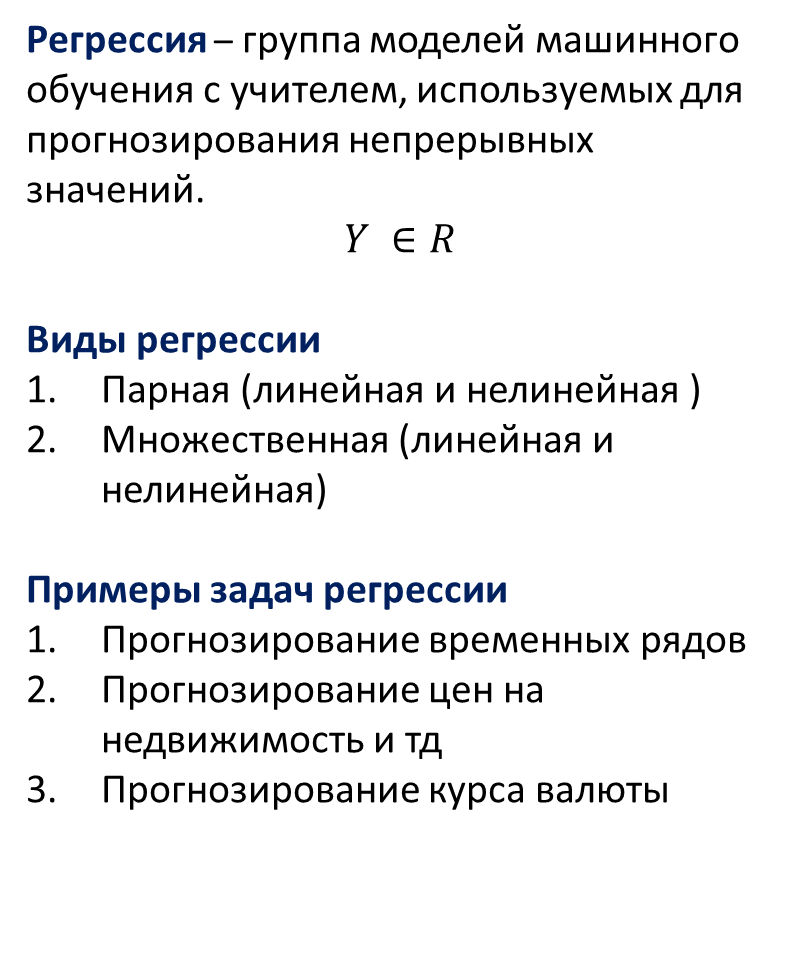 Регрессия – группа моделей машинного
обучения с учителем, используемых для
прогнозирования непрерывных
значений.
Y ∈ R
Виды регрессии
1. Парная (линейная и нелинейная )
2. Множественная (линейная и
нелинейная)
Примеры задач регрессии
1. Прогнозирование временных рядов
2. Прогнозирование цен на
недвижимость и тд
3. Прогнозирование курса валюты